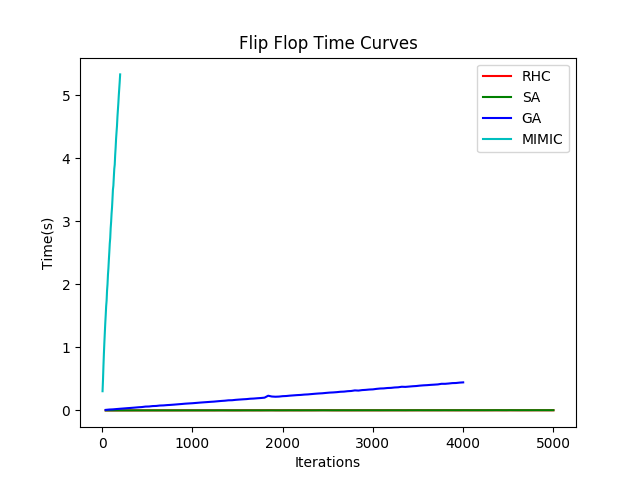 Flip Flop Time Curves
RHC
SA
GA
MIMIC
Time(s)
5
4
3
2
1
0
0 1000 2000 3000 4000 5000
Iterations